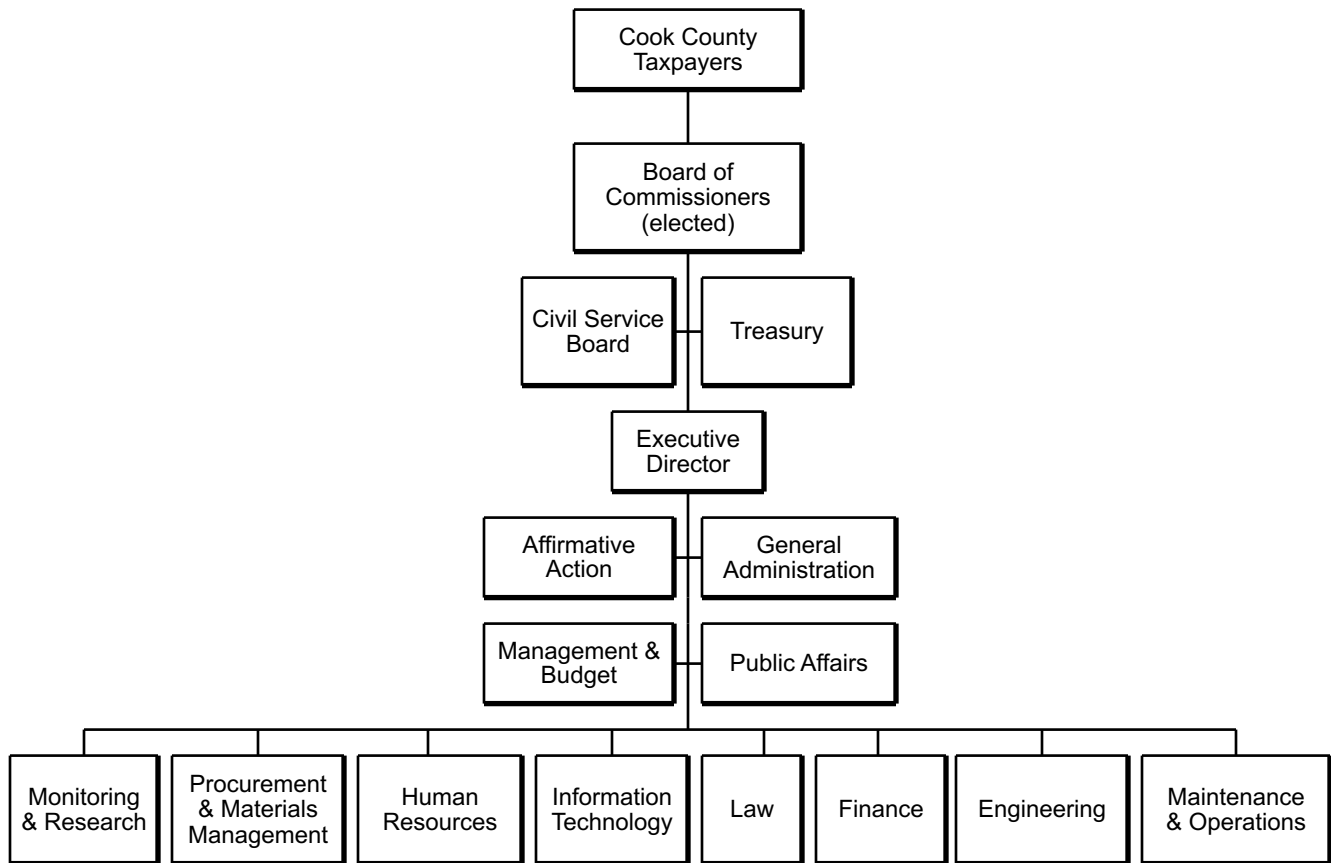 Cook County
Taxpayers
Board of
Commissioners
(elected)
Civil Service
Board
Treasury
Executive
Director
Affirmative
Action
General
Administration
Management &
Budget
Public Affairs
Monitoring
& Research
Procurement
& Materials
Management
Human
Resources
Information
Technology
Law
Finance
Engineering
Maintenance
& Operations